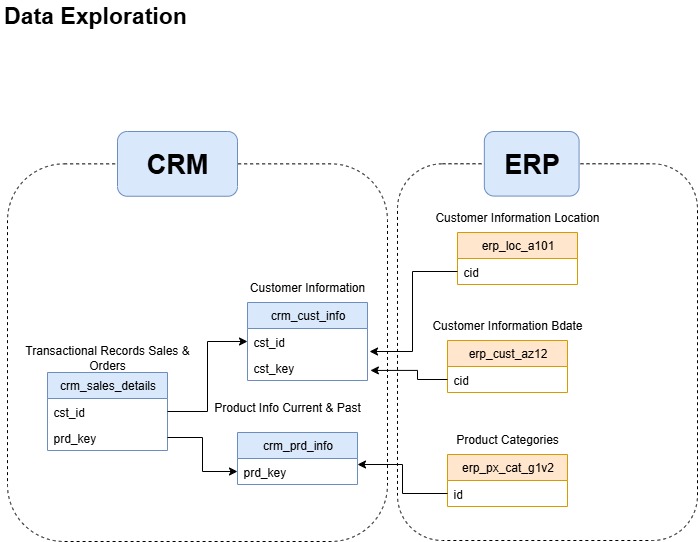 Data Exploration
CRM
ERP
Customer Information Location
erp_loc_a101
cid
Customer Information
crm_cust_info
cst_id
cst_key
Customer Information Bdate
erp_cust_az12
cid
Transactional Records Sales &
Orders
crm_sales_details
cst_id
prd_key
Product Info Current & Past
crm_prd_info
prd_key
Product Categories
erp_px_cat_g1v2
id